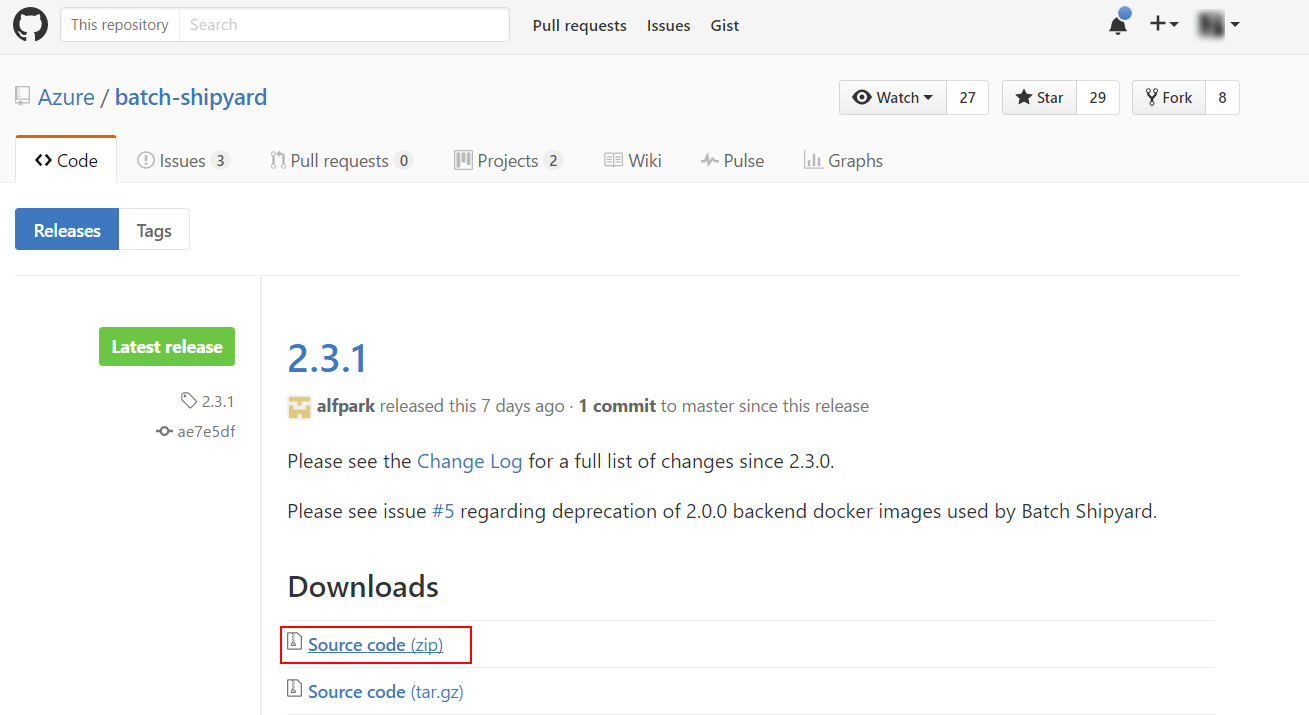 This repository Search Pull requests Issues Gist
Azure / batch-shipyard Watch 27 Star 29 Fork 8
Code Issues 3 Pull requests 0 Projects 2 Wiki Pulse Graphs
Releases Tags
Latest release
2.3.1
ae7e5df
2.3.1
alfpark released this 7 days ago · 1 commit to master since this release
Please see the Change Log for a full list of changes since 2.3.0.
Please see issue #5 regarding deprecation of 2.0.0 backend docker images used by Batch Shipyard.
Downloads
Source code (zip)
Source code (tar.gz)